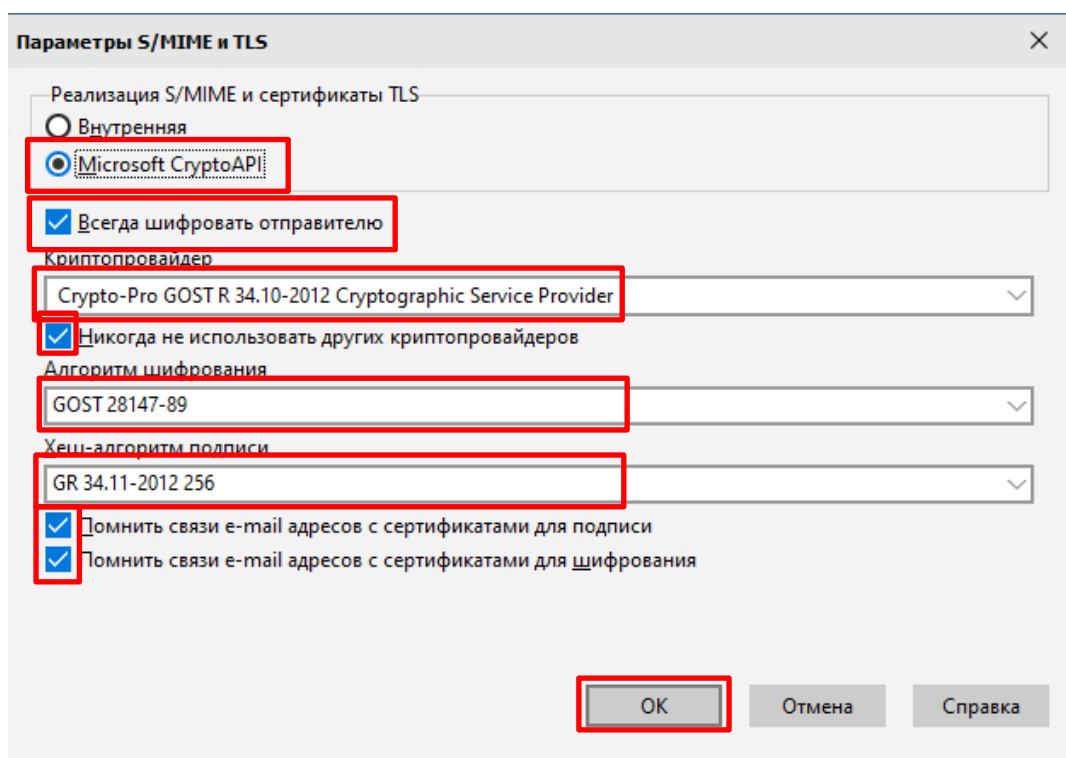 Параметры S/MIME и TLS
Реализация S/MIME и сертификаты TLS
Внутренняя
Microsoft CryptoAPI
Всегда шифровать отправителю
Криптопровайдер
Crypto-Pro GOST R 34.10-2012 Cryptographic Service Provider
Никогда не использовать других криптопровайдеров
Алгоритм шифрования
GOST 28147-89
Хеш-алгоритм подписи
GR 34.11-2012 256
Помнить связи e-mail адресов с сертификатами для подписи
Помнить связи e-mail адресов с сертификатами для шифрования
ОК Отмена Справка